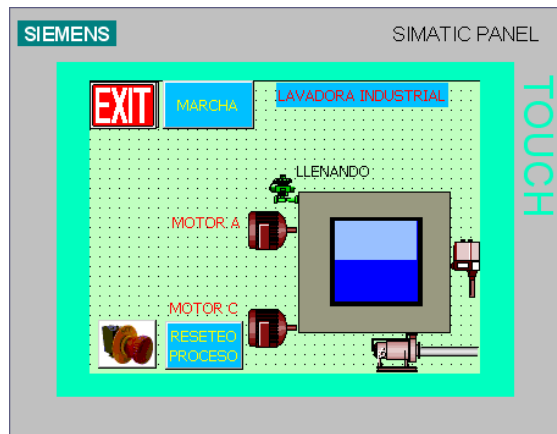 SIEMENS
SIMATIC PANEL
TOUCH
EXIT
MARCHA
LAVADORA INDUSTRIAL
LLENANDO
MOTOR A
MOTOR C
RESETEO
PROCESO